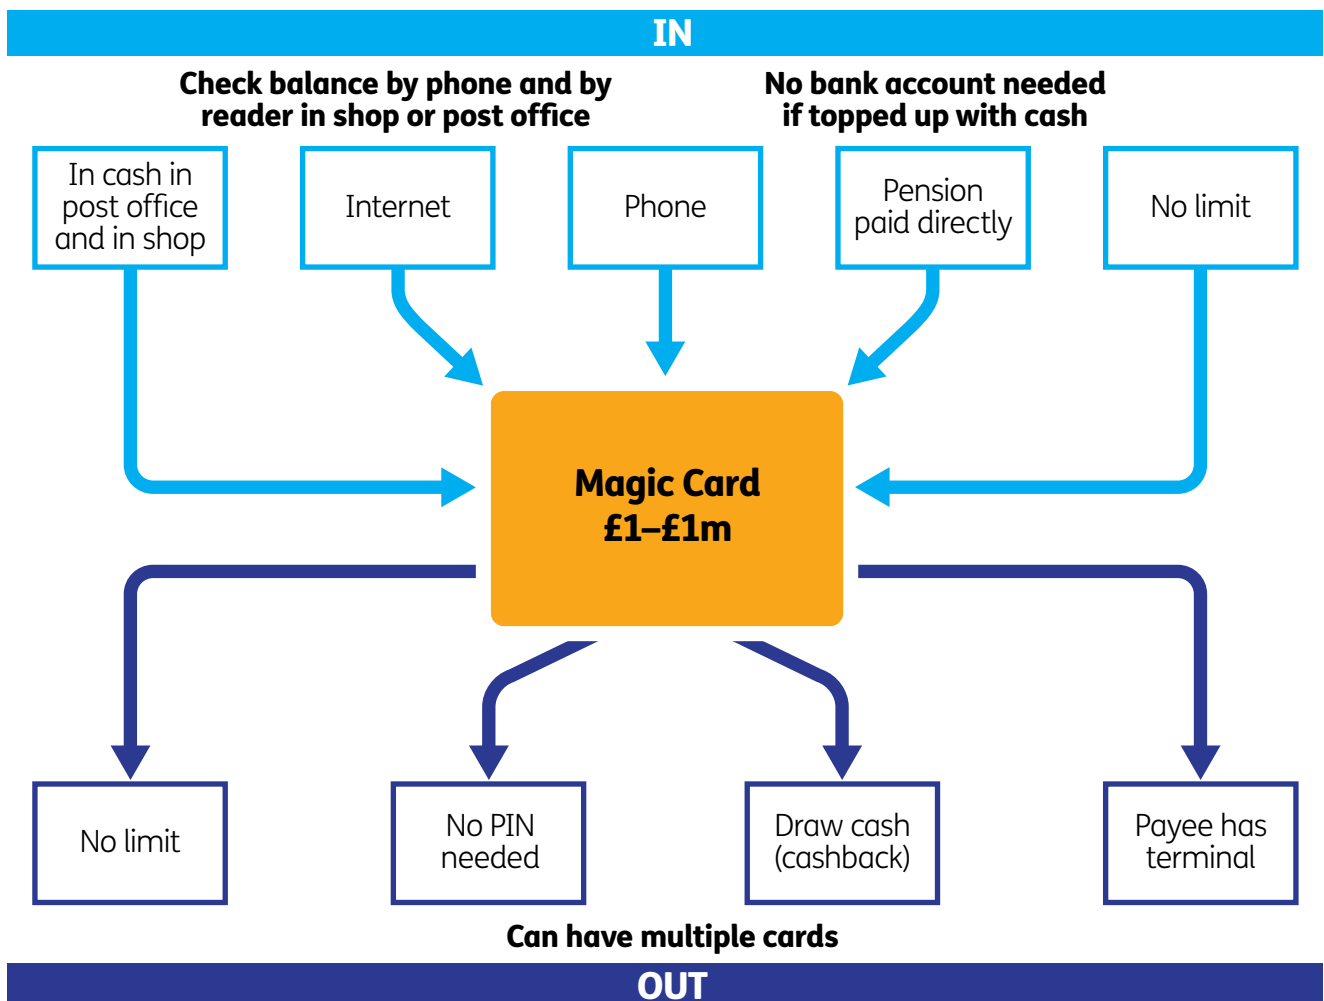 IN
Check balance by phone and by
reader in shop or post office
No bank account needed
if topped up with cash
In cash in
post office
and in shop
Internet
Phone
Pension
paid directly
No limit
Magic Card
£1–£1m
No limit
No PIN
needed
Draw cash
(cashback)
Payee has
terminal
Can have multiple cards
OUT